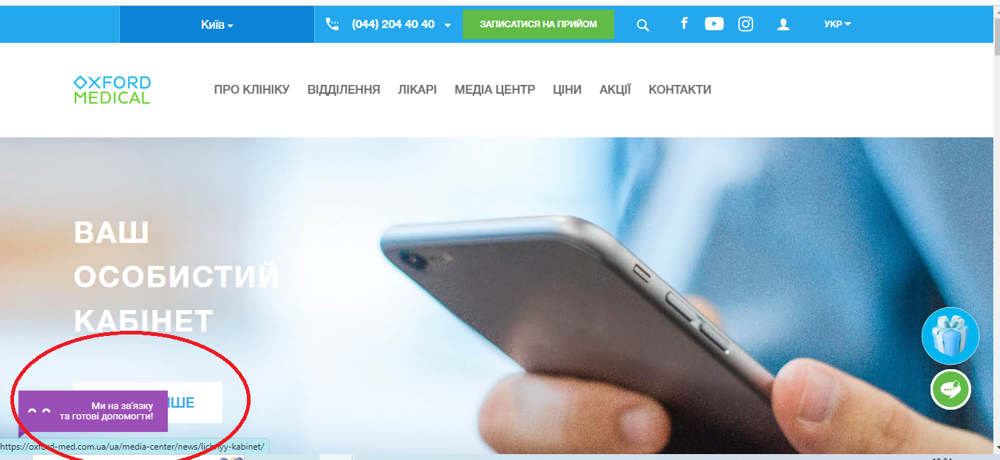 Київ
(044) 204 40 40
ЗАПИСАТИСЯ НА ПРИЙОМ
УКР
OXFORD
MEDICAL
ПРО КЛІНІКУ ВІДДІЛЕННЯ ЛІКАРІ МЕДІА ЦЕНТР ЦІНИ АКЦІЇ КОНТАКТИ
ВАШ
ОСОБИСТИЙ
КАБІНЕТ
Ми на зв'язку
та готові допомогти!
https://oxford-med.com.ua/ua/media-center/news/lichnyy-kabinet/